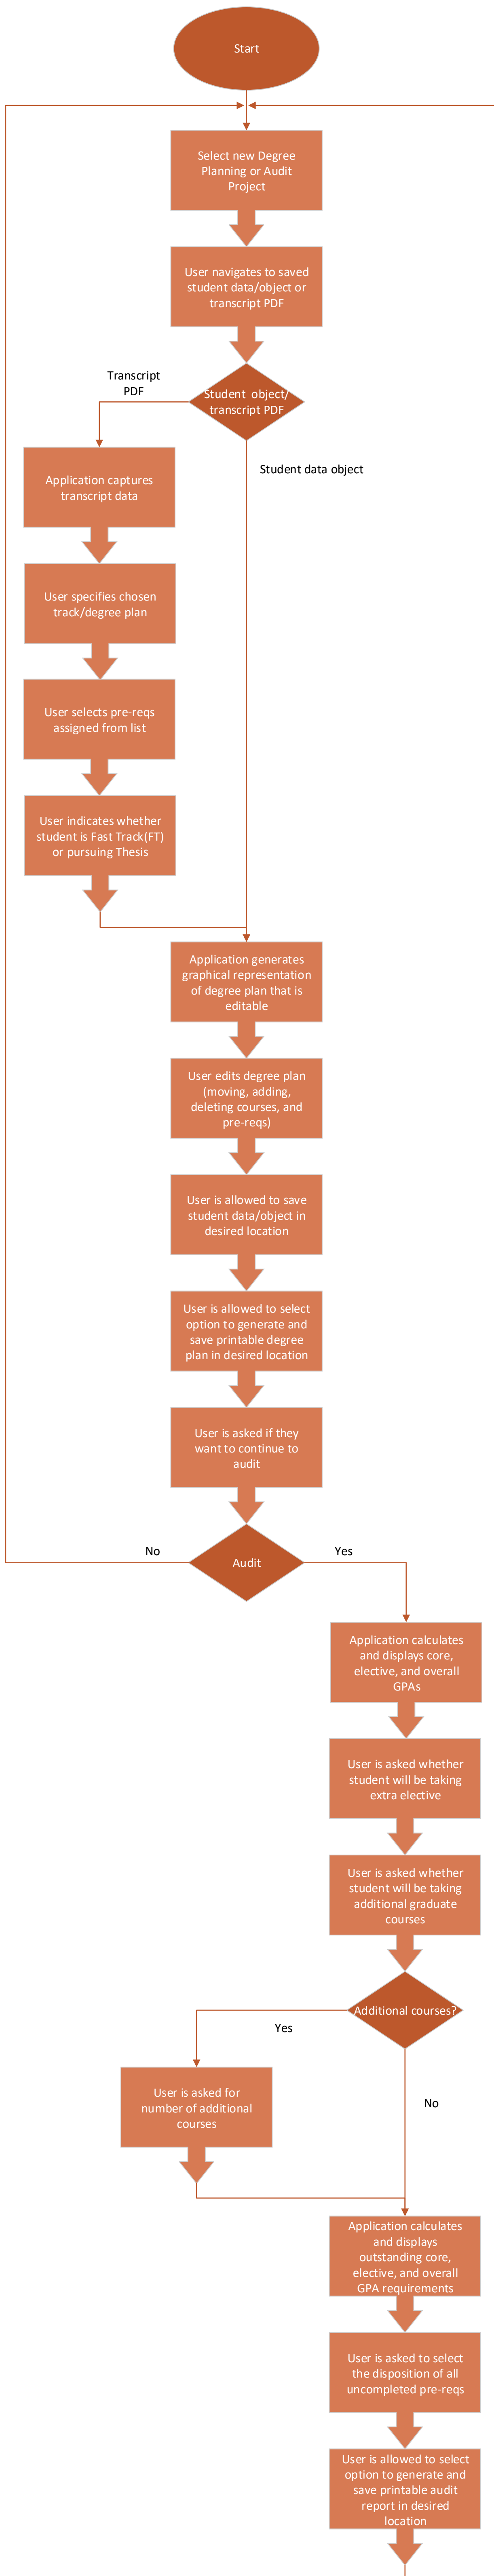 Start
Select new Degree
Planning or Audit
Project
User navigates to saved
student data/object or
transcript PDF
Transcript
PDF
Student object/
transcript PDF
Student data object
Application captures
transcript data
User specifies chosen
track/degree plan
User selects pre-reqs
assigned from list
User indicates whether
student is Fast Track(FT)
or pursuing Thesis
Application generates
graphical representation
of degree plan that is
editable
User edits degree plan
(moving, adding,
deleting courses, and
pre-reqs)
User is allowed to save
student data/object in
desired location
User is allowed to select
option to generate and
save printable degree
plan in desired location
User is asked if they
want to continue to
audit
No
Audit
Yes
Application calculates
and displays core,
elective, and overall
GPAs
User is asked whether
student will be taking
extra elective
User is asked whether
student will be taking
additional graduate
courses
Additional courses?
Yes
No
User is asked for
number of additional
courses
Application calculates
and displays
outstanding core,
elective, and overall
GPA requirements
User is asked to select
the disposition of all
uncompleted pre-reqs
User is allowed to select
option to generate and
save printable audit
report in desired
location